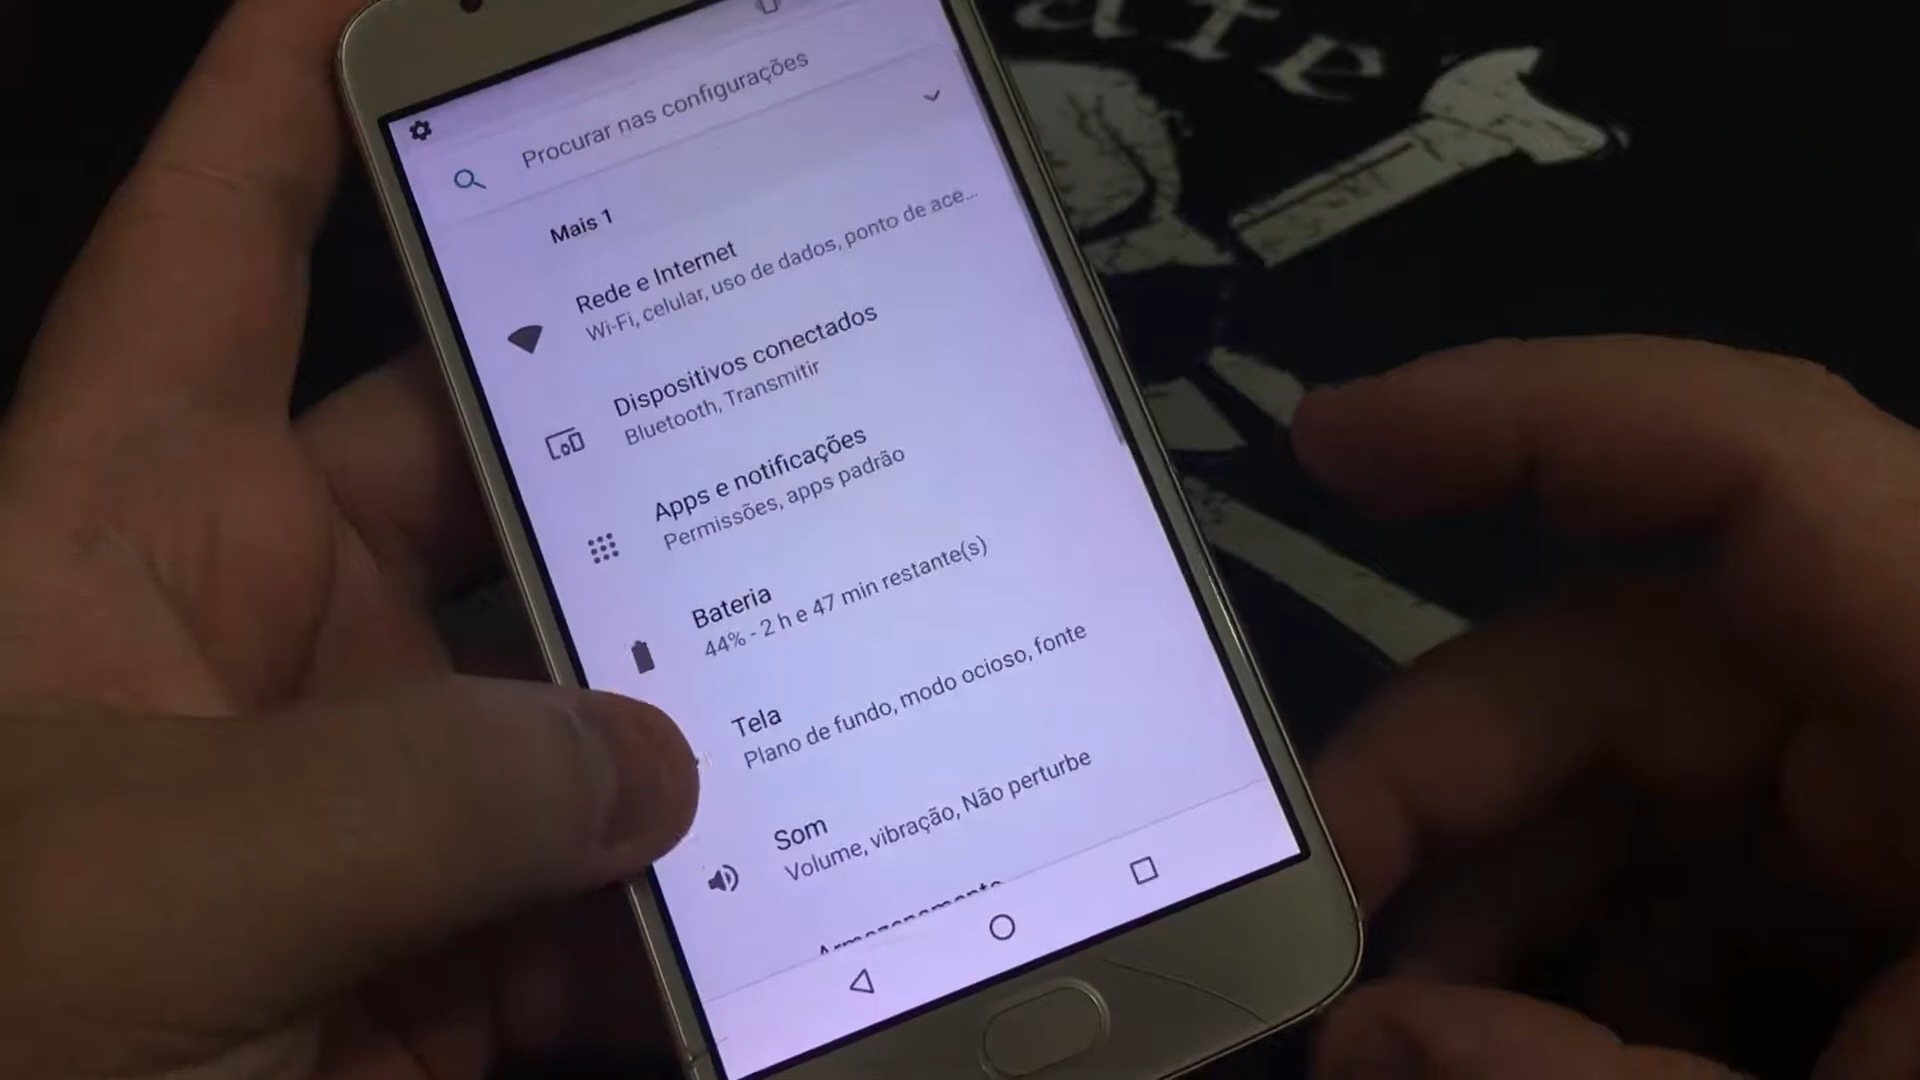 ate
Procurar nas configurações
Mais 1
Rede e Internet
Wi-Fi, celular, uso de dados, ponto de ace...
Dispositivos conectados
Bluetooth, Transmitir
Apps e notificações
Permissões, apps padrão
Bateria
44% - 2 h e 47 min restante(s)
Tela
Plano de fundo, modo ocioso, fonte
Som
Volume, vibração, Não perturbe
Armazenamento